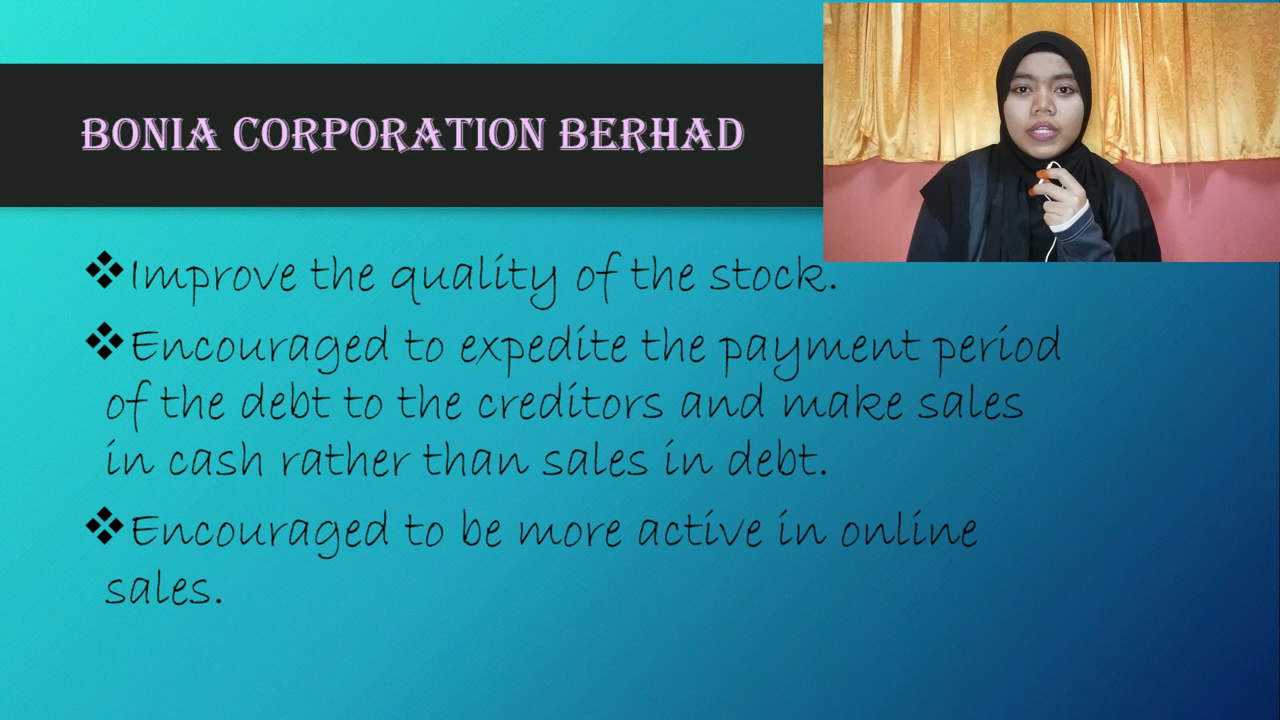 BONIA CORPORATION BERHAD
❖Improve the quality of the stock.
❖Encouraged to expedite the payment period
of the debt to the creditors and make sales
in cash rather than sales in debt.
❖Encouraged to be more active in online
sales.